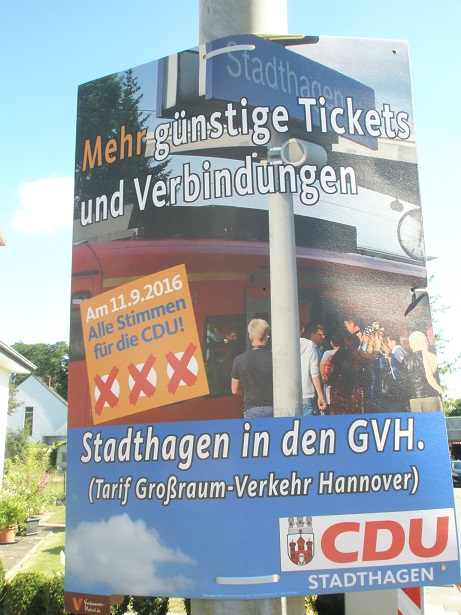 Stadthagen
Mehr günstige Tickets
und Verbindungen
Am 11.9.2016
Alle Stimmen
für die CDU!
Stadthagen in den GVH.
(Tarif Großraum-Verkehr Hannover)
CDU
STADTHAGEN